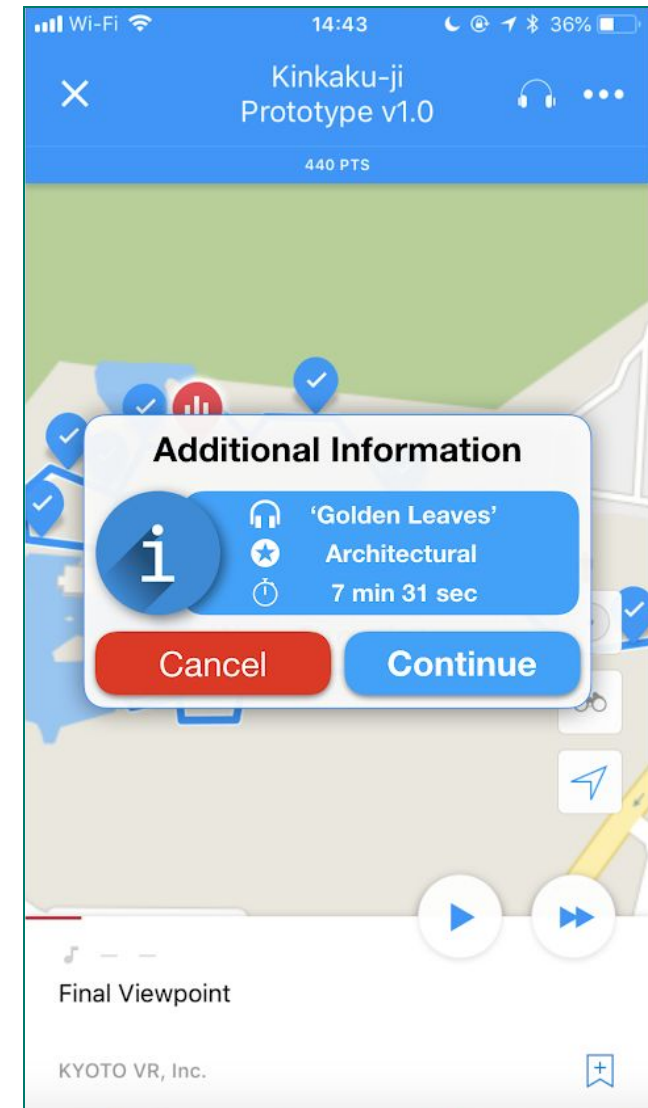 Wi-Fi 14:43 36%
Kinkaku-ji
Prototype v1.0
440 PTS
Additional Information
i
'Golden Leaves'
Architectural
7 min 31 sec
Cancel Continue
Final Viewpoint
KYOTO VR, Inc.